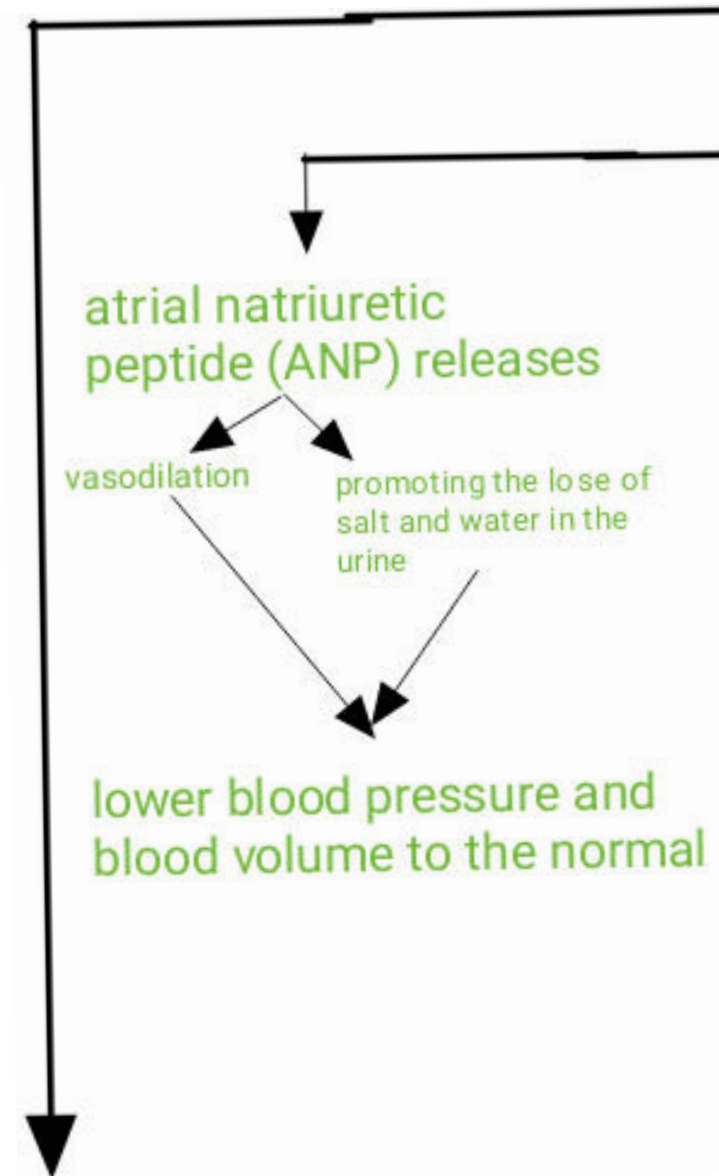 atrial natriuretic
peptide (ANP) releases
vasodilation
promoting the lose of
salt and water in the
urine
lower blood pressure and
blood volume to the normal